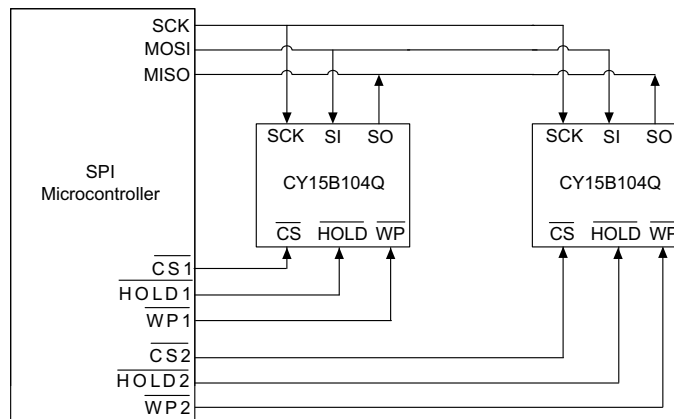 SCK
MOSI
MISO
SPI
Microcontroller
CS1
HOLD1
WP1
CS2
HOLD2
WP2
SCK SI SO
CY15B104Q
CS HOLD WP
SCK SI SO
CY15B104Q
CS HOLD WP